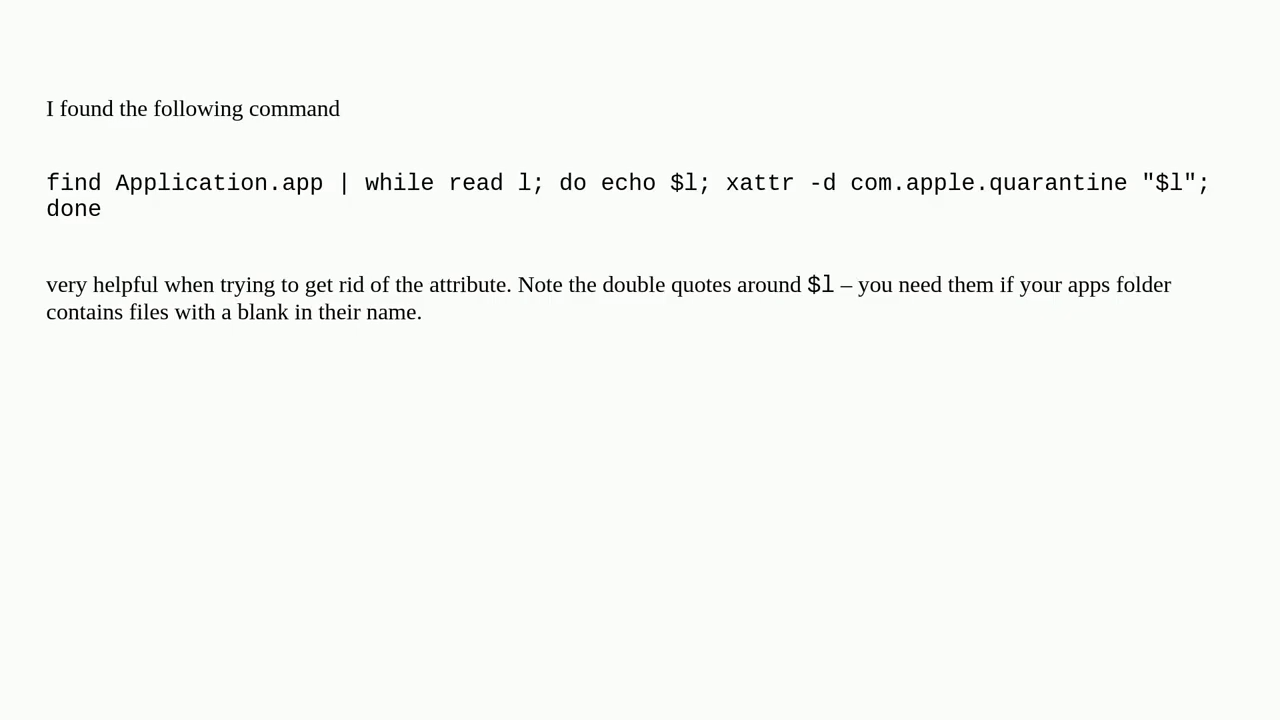 I found the following command
find Application.app | while read l; do echo $l; xattr -d com.apple.quarantine "$l";
done
very helpful when trying to get rid of the attribute. Note the double quotes around $l – you need them if your apps folder
contains files with a blank in their name.